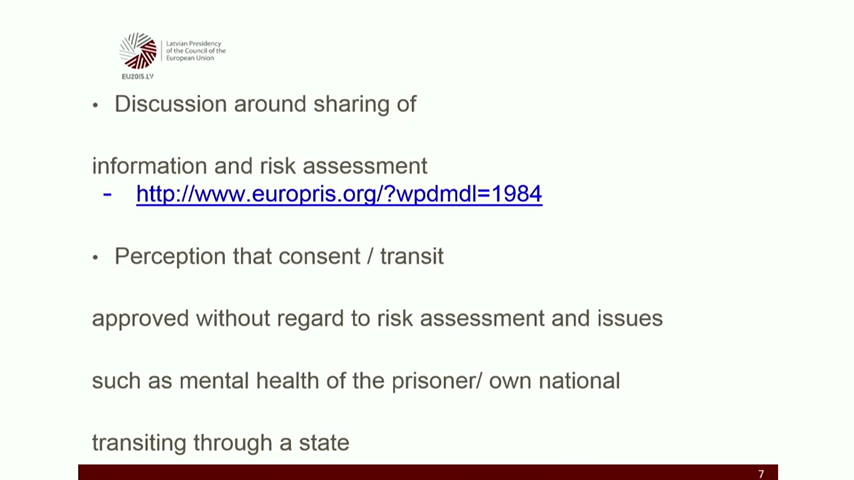 Latvian Presidency
of the Council of the
European Union
EU2015.LV
• Discussion around sharing of
information and risk assessment
- http://www.europris.org/?wpdmdl=1984
• Perception that consent / transit
approved without regard to risk assessment and issues
such as mental health of the prisoner/ own national
transiting through a state
7